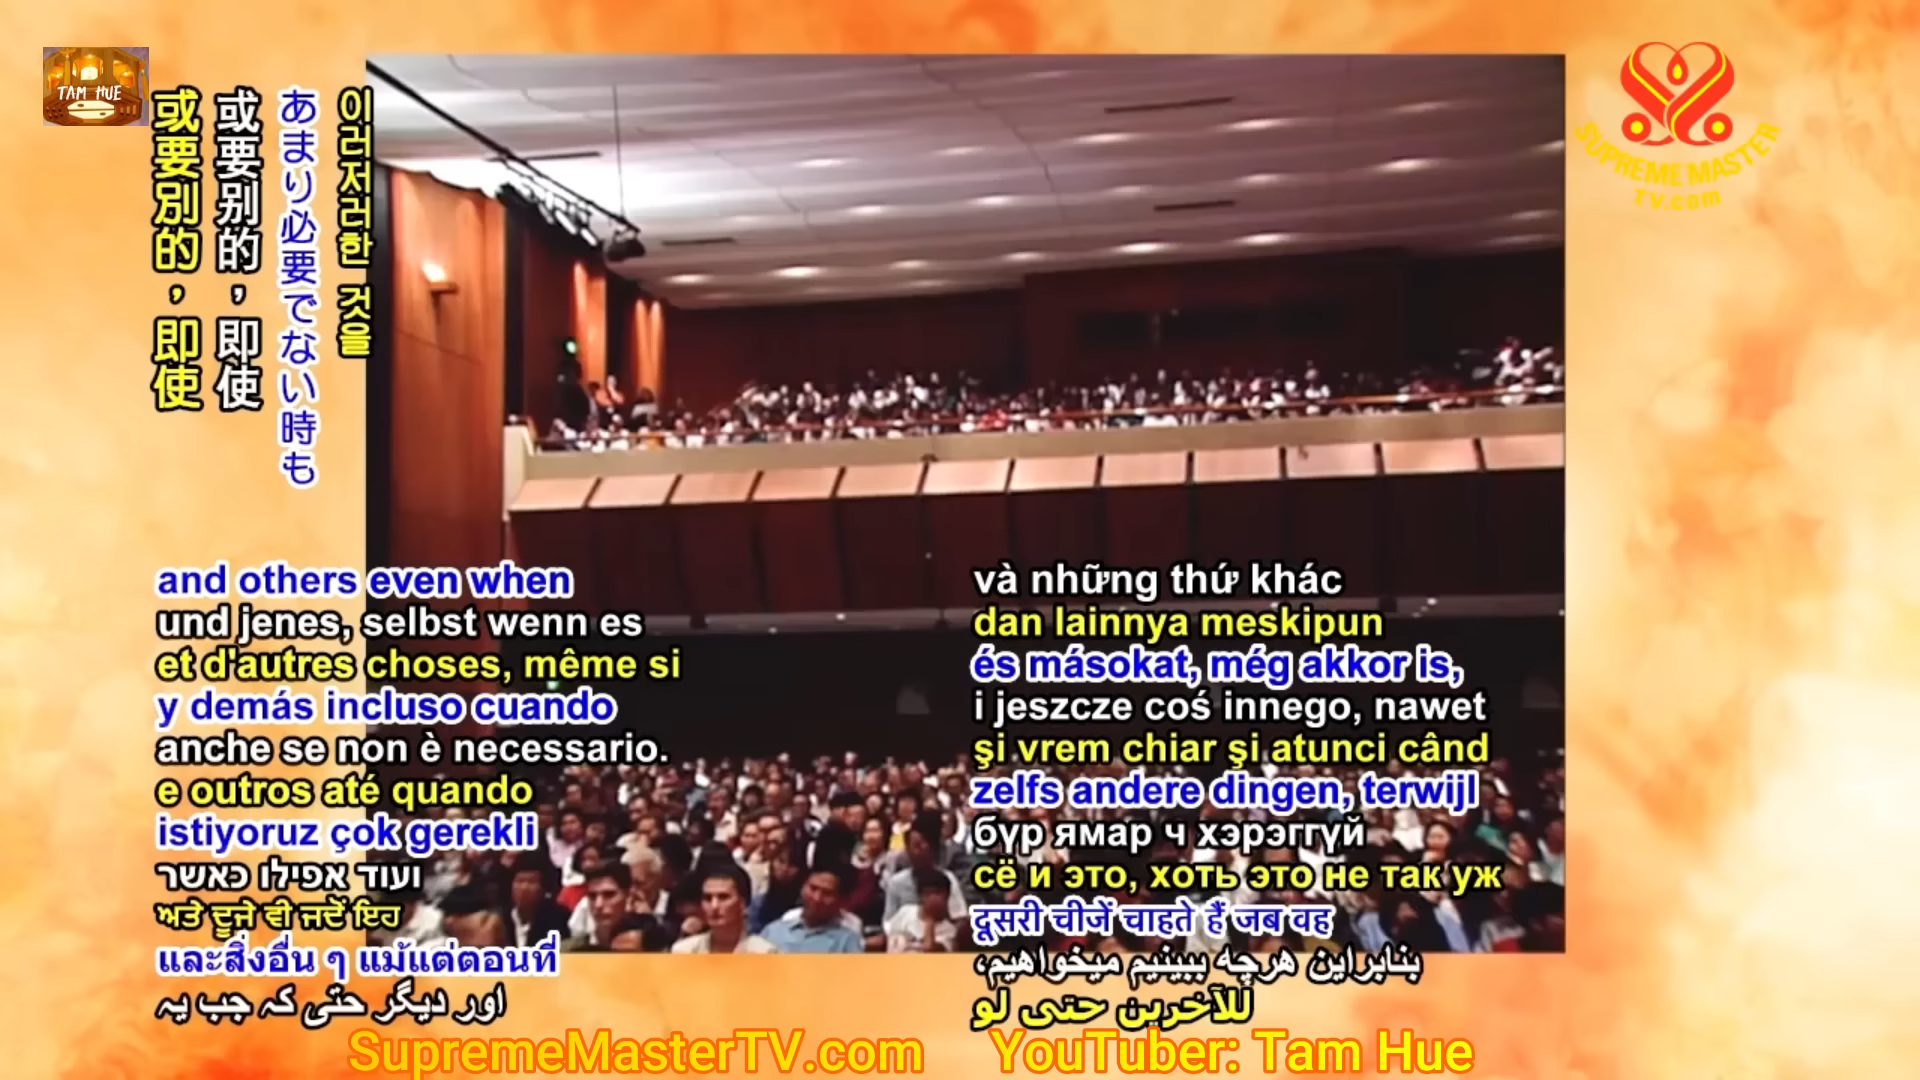 TAM HUE
或要別的，即使
或要别的，即使
あまり必要でない時も
이러저러한 것을
SUPREME MASTER
TV.com
and others even when
und jenes, selbst wenn es
et d'autres choses, même si
y demás incluso cuando
anche se non è necessario.
e outros até quando
istiyoruz çok gerekli
ועוד אפילו כאשר
ਅਤੇ ਦੂਜੇ ਵੀ ਜਦੋਂ ਇਹ
และสิ่งอื่น ๆ แม้แต่ตอนที่
اور دیگر حتی کہ جب یہ
và những thứ khác
dan lainnya meskipun
és másokat, még akkor is,
i jeszcze coś innego, nawet
şi vrem chiar şi atunci când
zelfs andere dingen, terwijl
бүр ямар ч хэрэггүй
сё и это, хоть это не так уж
दूसरी चीजें चाहते हैं जब वह
بنابراین هرچه ببینیم میخواهیم،
للآخرين حتى لو
SupremeMasterTV.com YouTuber: Tam Hue